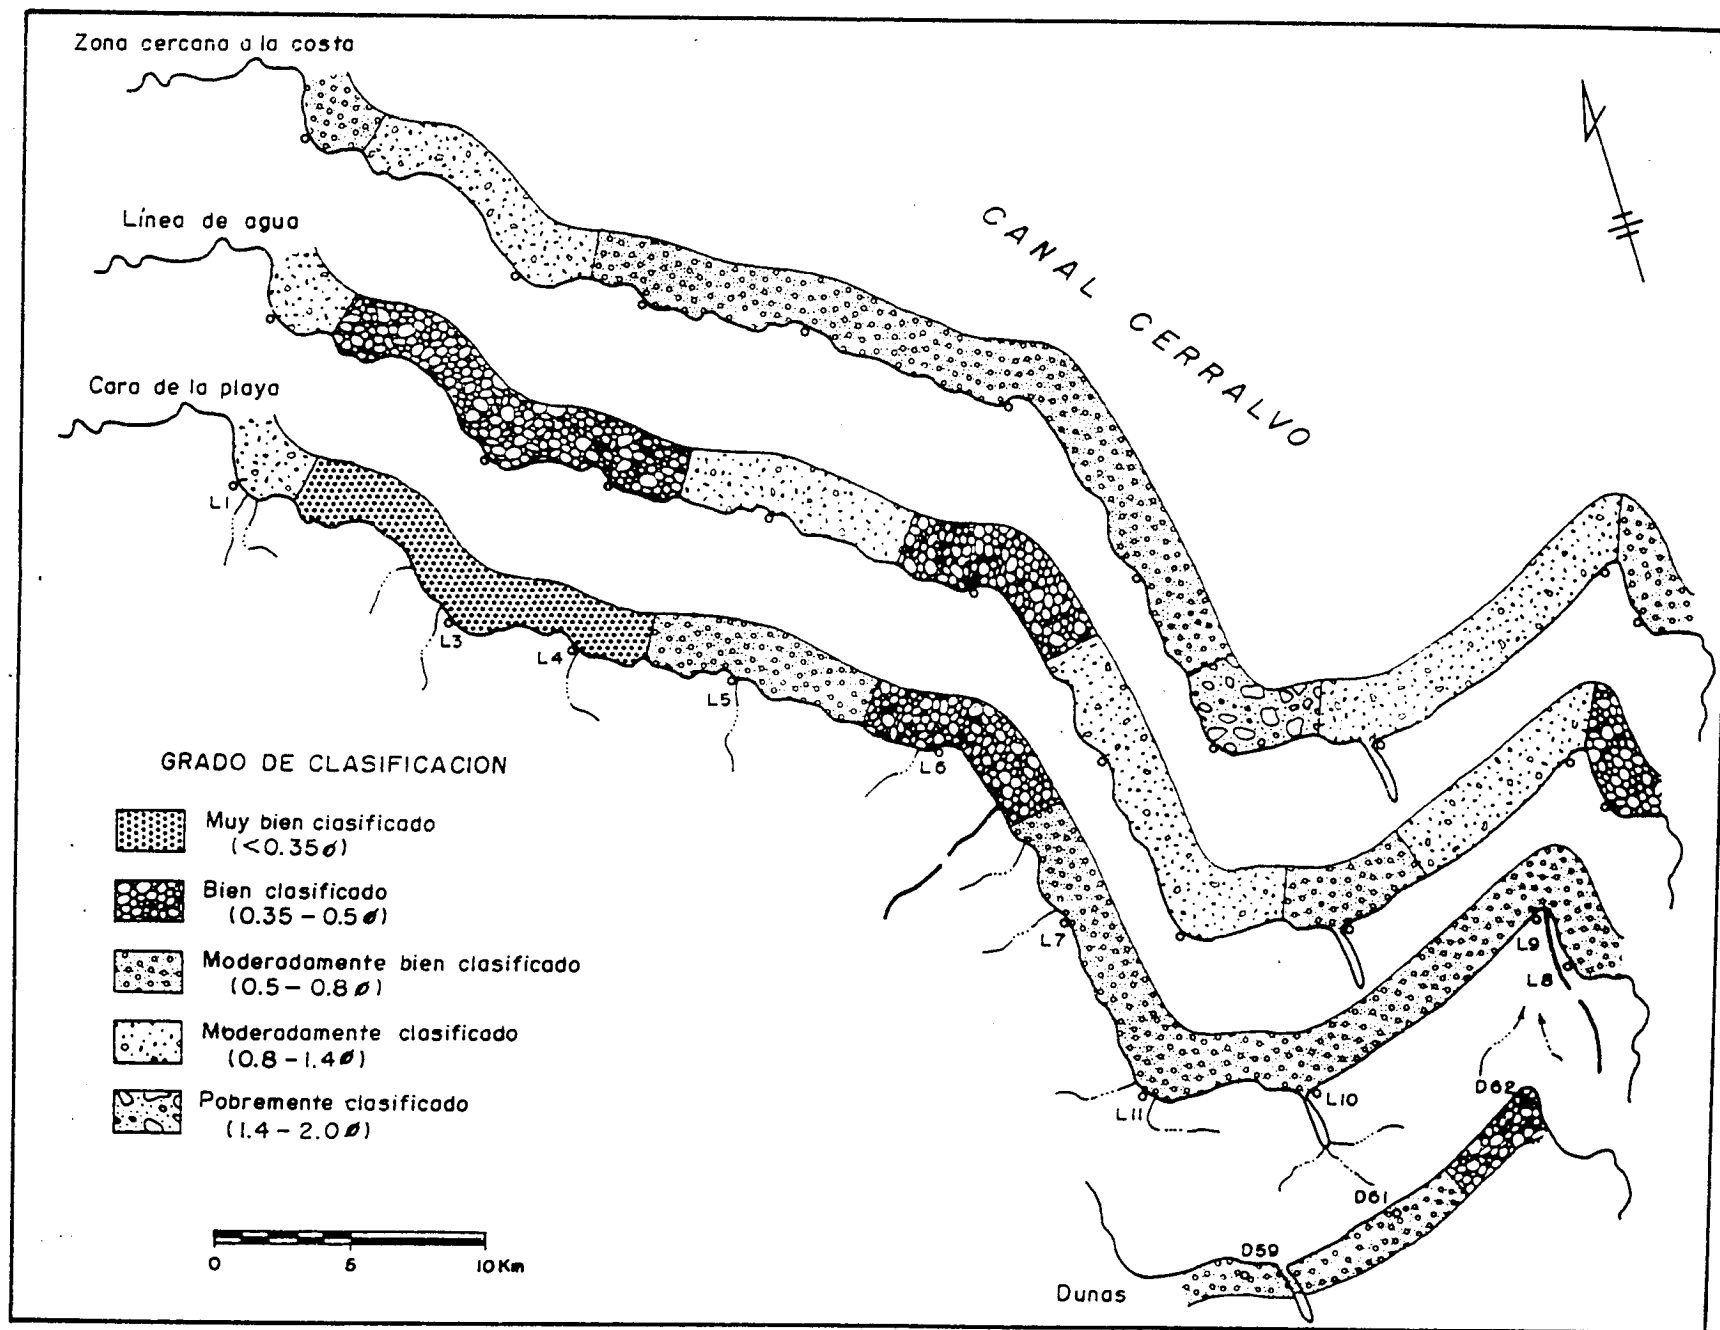 Zona cercana a la costa
Línea de agua
Cara de la playa
CANAL CERRALVO
L1
L3
L4
L5
L6
L7
L9
L8
L10
L11
GRADO DE CLASIFICACION
Muy bien clasificado
(<0.35ø)
Bien clasificado
(0.35 – 0.5ø)
Moderadamente bien clasificado
(0.5 – 0.8ø)
Moderadamente clasificado
(0.8 – 1.4ø)
Pobremente clasificado
(1.4 – 2.0ø)
0 5 10 Km
D62
D61
D59
Dunas